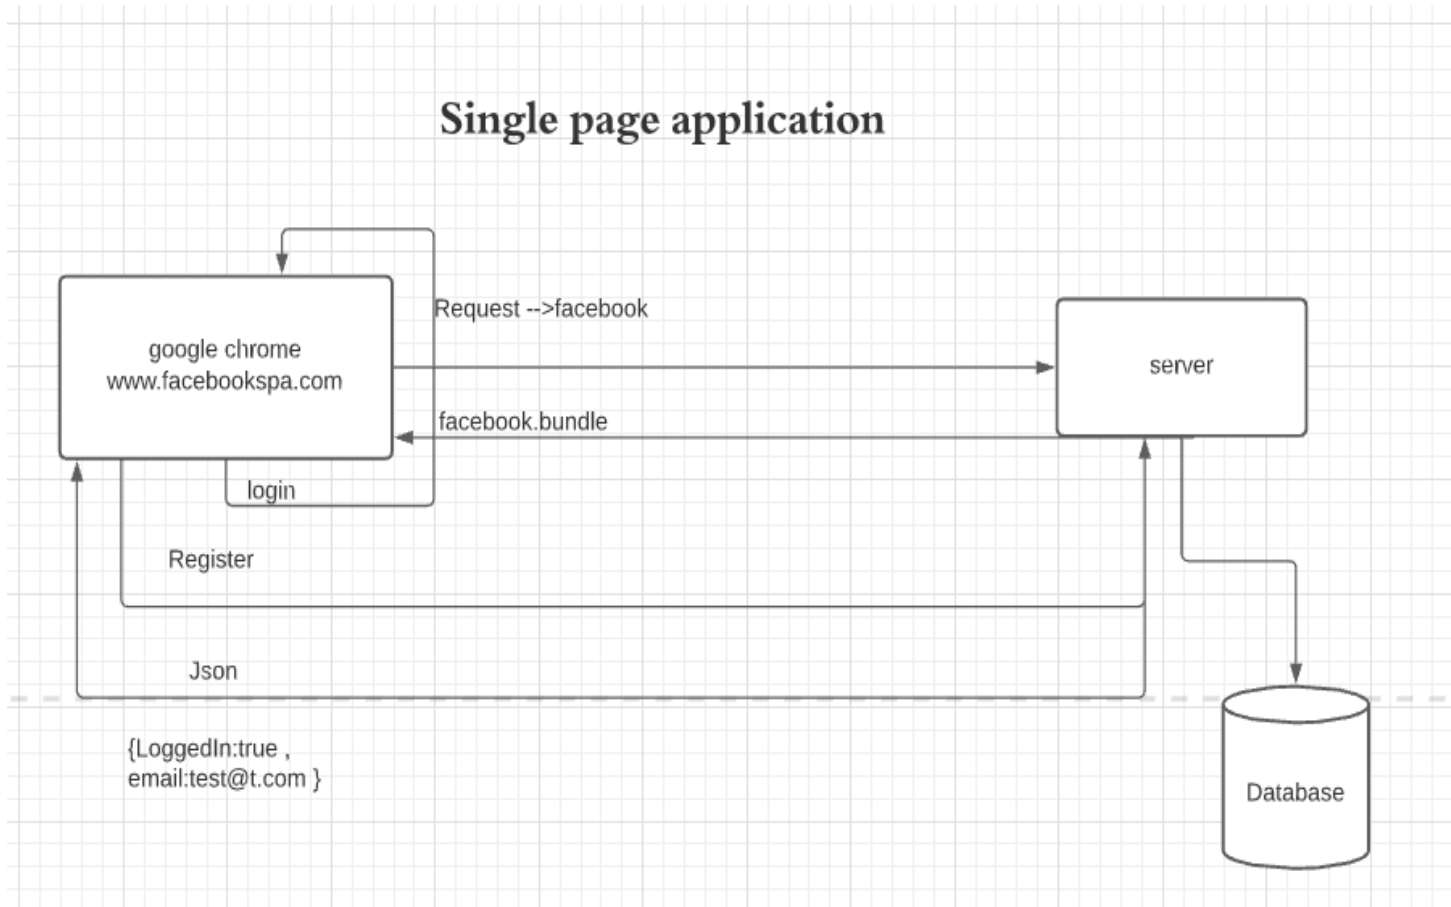 Single page application
Request -->facebook
google chrome
www.facebookspa.com
server
facebook.bundle
login
Register
Json
{LoggedIn:true ,
email:test@t.com }
Database